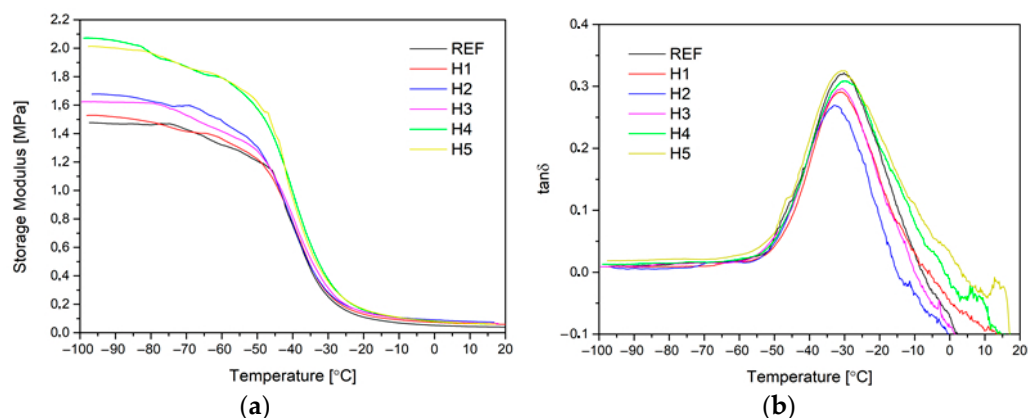 2.2
2.0
1.8
1.6
1.4
1.2
1.0
0.8
0.6
0.4
0.2
0.0
Storage Modulus [MPa]
REF
H1
H2
H3
H4
H5
−100 −90 −80 −70 −60 −50 −40 −30 −20 −10 0 10 20
Temperature [°C]
(a)
0.4
0.3
0.2
0.1
0.0
−0.1
tanδ
REF
H1
H2
H3
H4
H5
−100 −90 −80 −70 −60 −50 −40 −30 −20 −10 0 10 20
Temperature [°C]
(b)